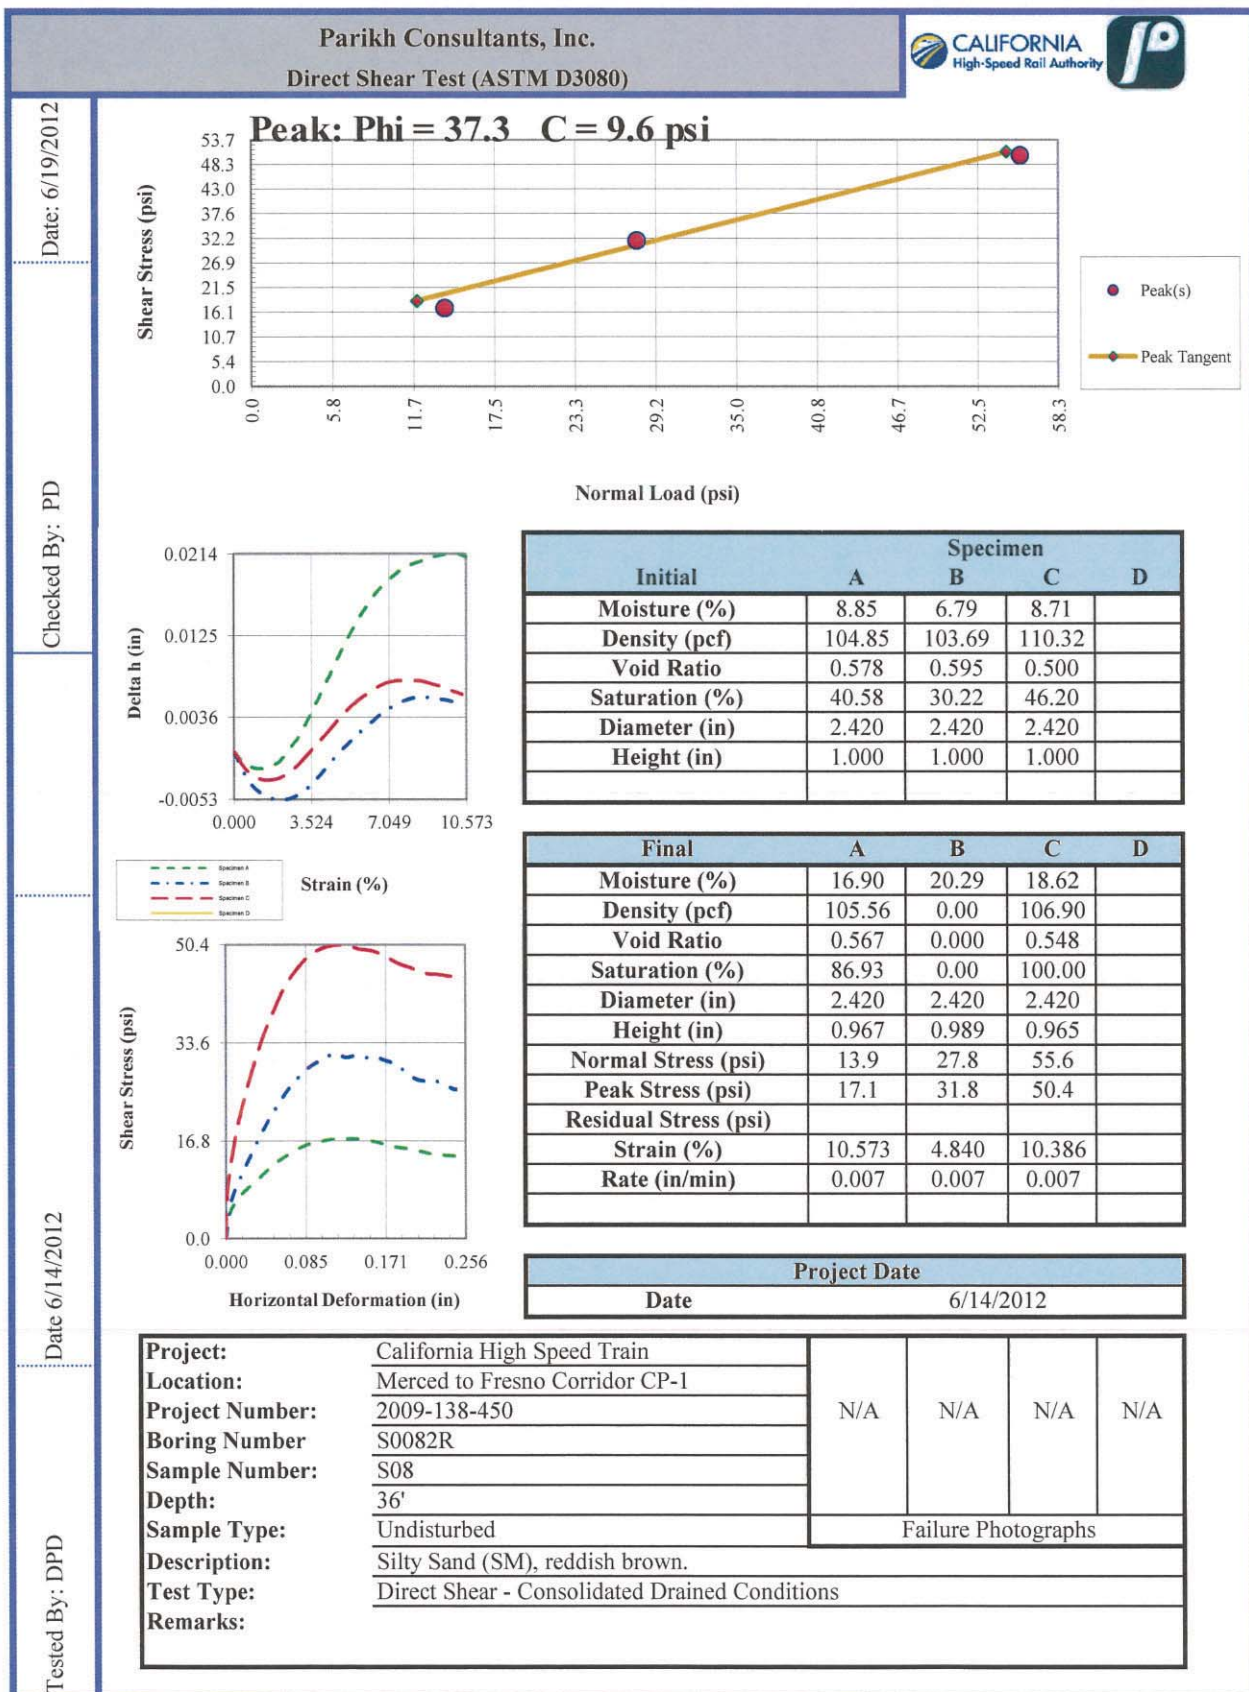 Parikh Consultants, Inc.
Direct Shear Test (ASTM D3080)
CALIFORNIA
High-Speed Rail Authority
Date: 6/19/2012
Checked By: PD
Date 6/14/2012
Tested By: DPD
Peak: Phi = 37.3 C = 9.6 psi
Shear Stress (psi)
53.7
48.3
43.0
37.6
32.2
26.9
21.5
16.1
10.7
5.4
0.0
0.0 5.8 11.7 17.5 23.3 29.2 35.0 40.8 46.7 52.5 58.3
Normal Load (psi)
Peak(s)
Peak Tangent
Delta h (in)
0.0214
0.0125
0.0036
-0.0053
0.000 3.524 7.049 10.573
Strain (%)
Specimen A
Specimen B
Specimen C
Specimen D
Shear Stress (psi)
50.4
33.6
16.8
0.0
0.000 0.085 0.171 0.256
Horizontal Deformation (in)
Specimen
Initial A B C D
Moisture (%) 8.85 6.79 8.71
Density (pcf) 104.85 103.69 110.32
Void Ratio 0.578 0.595 0.500
Saturation (%) 40.58 30.22 46.20
Diameter (in) 2.420 2.420 2.420
Height (in) 1.000 1.000 1.000
Final A B C D
Moisture (%) 16.90 20.29 18.62
Density (pcf) 105.56 0.00 106.90
Void Ratio 0.567 0.000 0.548
Saturation (%) 86.93 0.00 100.00
Diameter (in) 2.420 2.420 2.420
Height (in) 0.967 0.989 0.965
Normal Stress (psi) 13.9 27.8 55.6
Peak Stress (psi) 17.1 31.8 50.4
Residual Stress (psi)
Strain (%) 10.573 4.840 10.386
Rate (in/min) 0.007 0.007 0.007
Project Date
Date 6/14/2012
Project: California High Speed Train
Location: Merced to Fresno Corridor CP-1
Project Number: 2009-138-450
Boring Number S0082R
Sample Number: S08
Depth: 36'
Sample Type: Undisturbed
Description: Silty Sand (SM), reddish brown.
Test Type: Direct Shear - Consolidated Drained Conditions
Remarks:
N/A N/A N/A N/A
Failure Photographs